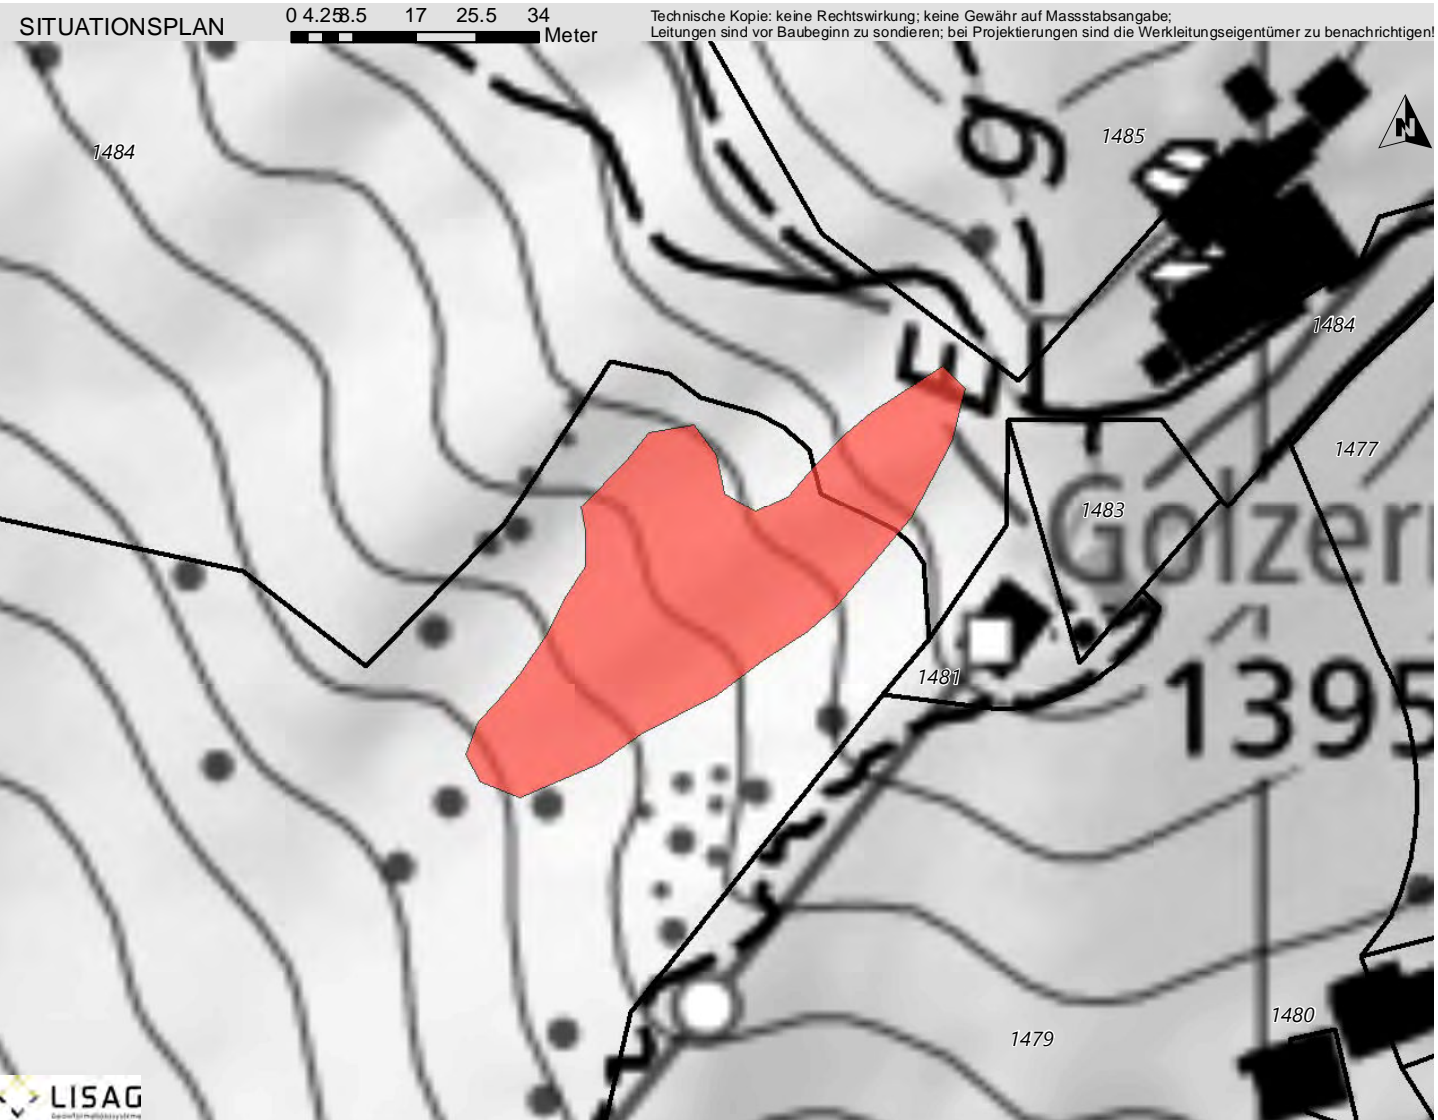 SITUATIONSPLAN
0 4.25 8.5 17 25.5 34
Meter
Technische Kopie: keine Rechtswirkung; keine Gewähr auf Massstabsangabe;
Leitungen sind vor Baubeginn zu sondieren; bei Projektierungen sind die Werkleitungseigentümer zu benachrichtigen!
N
1484
1485
g
1484
E
1477
1483
Golzern
1481
1395
1480
1479
LISAG